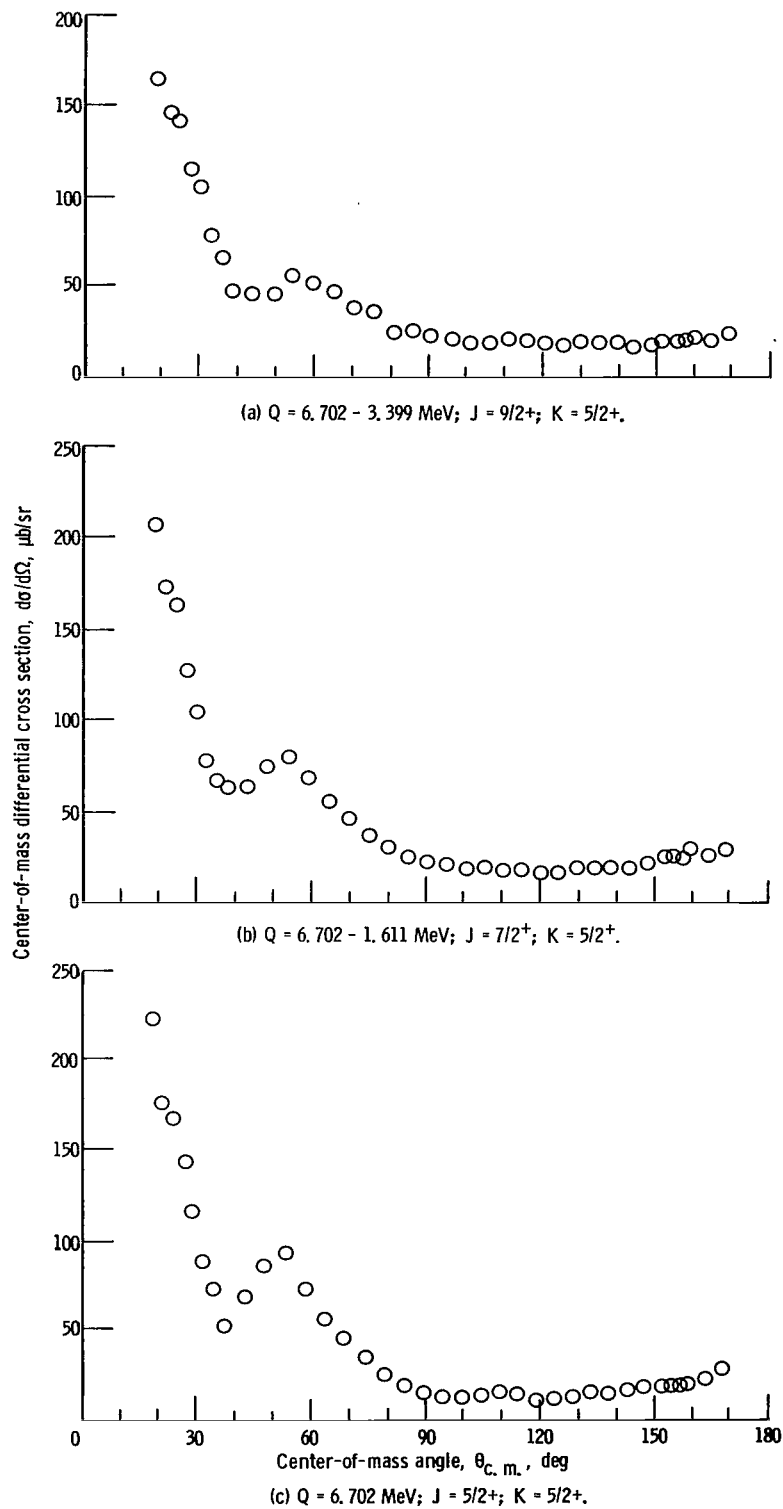 Center-of-mass differential cross section, dσ/dΩ, μb/sr
200
150
100
50
0
(a) Q = 6.702 - 3.399 MeV; J = 9/2+; K = 5/2+.
250
200
150
100
50
0
(b) Q = 6.702 - 1.611 MeV; J = 7/2+; K = 5/2+.
250
200
150
100
50
0 30 60 90 120 150 180
Center-of-mass angle, θc. m., deg
(c) Q = 6.702 MeV; J = 5/2+; K = 5/2+.